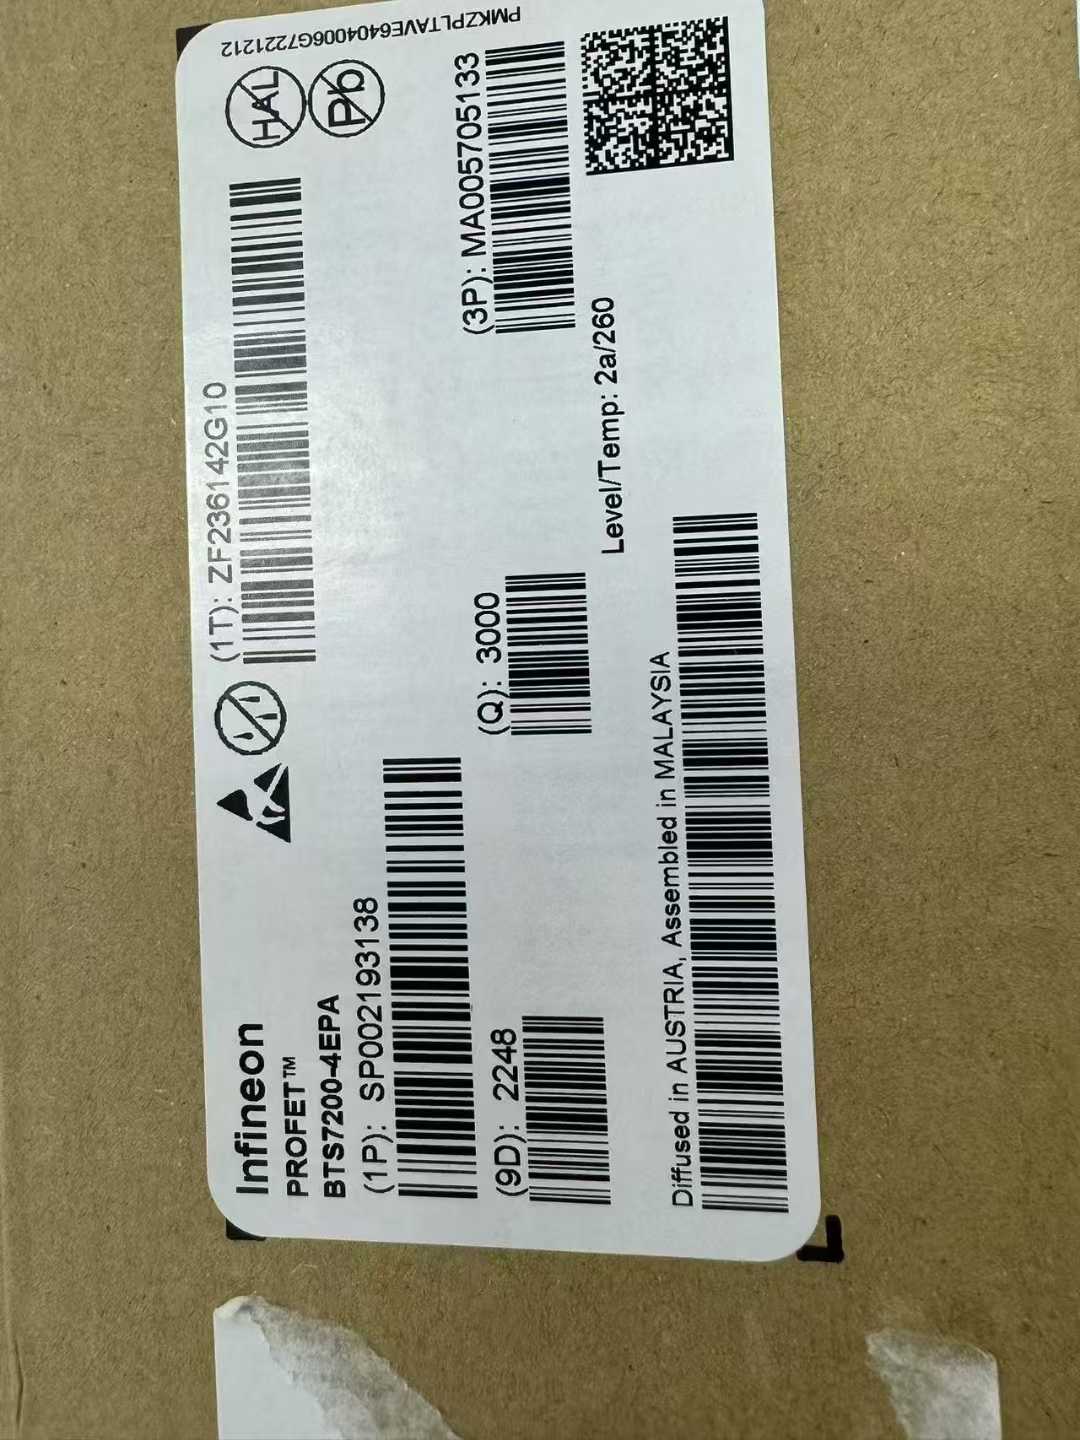 Infineon
PROFET™
BTS7200-4EPA
(1P): SP002193138
(9D): 2248
(Q): 3000
(1T): ZF236142G10
HAL
Pb
(3P): MA005705133
Level/Temp: 2a/260
Diffused in AUSTRIA, Assembled in MALAYSIA
PMKZPLTAVE6404006G7221212